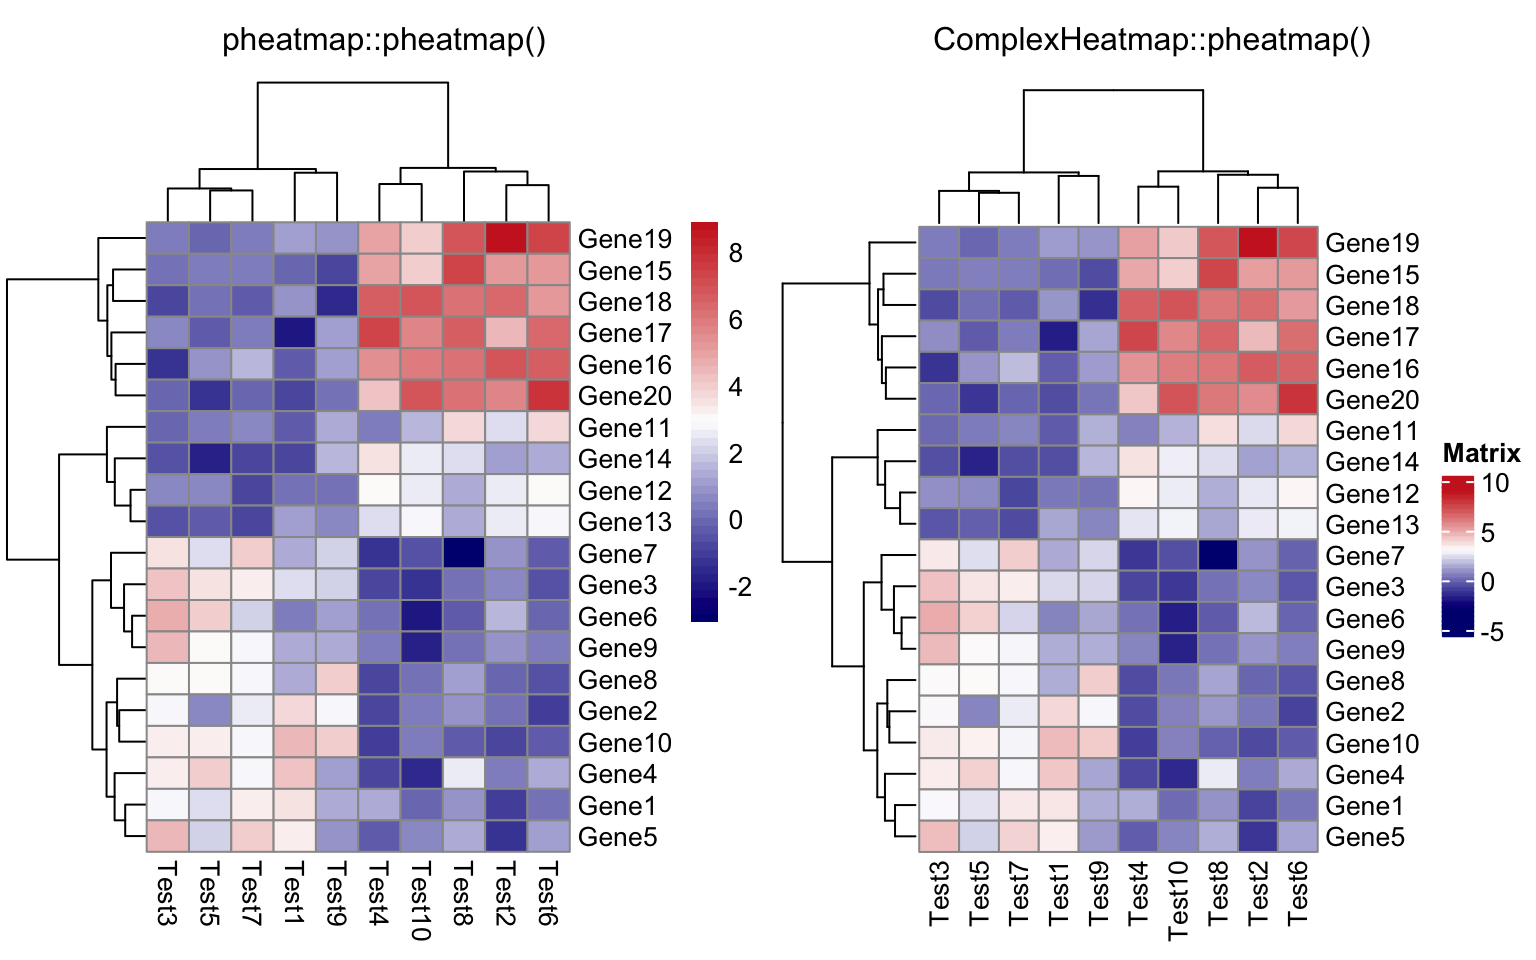 pheatmap::pheatmap()
Gene19
Gene15
Gene18
Gene17
Gene16
Gene20
Gene11
Gene14
Gene12
Gene13
Gene7
Gene3
Gene6
Gene9
Gene8
Gene2
Gene10
Gene4
Gene1
Gene5
8
6
4
2
0
-2
Test3
Test5
Test7
Test1
Test9
Test4
Test10
Test8
Test2
Test6
ComplexHeatmap::pheatmap()
Gene19
Gene15
Gene18
Gene17
Gene16
Gene20
Gene11
Gene14
Gene12
Gene13
Gene7
Gene3
Gene6
Gene9
Gene8
Gene2
Gene10
Gene4
Gene1
Gene5
Matrix
10
5
0
-5
Test3
Test5
Test7
Test1
Test9
Test4
Test10
Test8
Test2
Test6